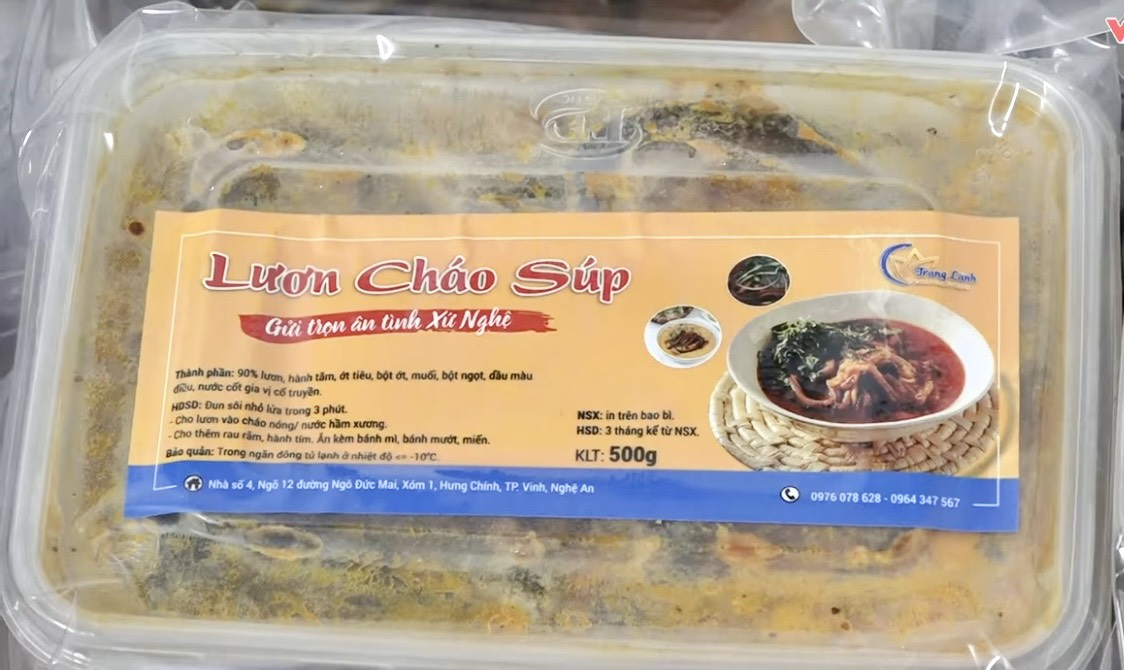 Lươn Cháo Súp
Gửi trọn ân tình Xứ Nghệ
Trang Lanh
Thành phần: 90% lươn, hành tăm, ớt tiêu, bột ớt, muối, bột ngọt, dầu màu
điều, nước cốt gia vị cổ truyền.
HDSD: Đun sôi nhỏ lửa trong 3 phút.
- Cho lươn vào cháo nóng/ nước hầm xương.
- Cho thêm rau răm, hành tím. Ăn kèm bánh mì, bánh mướt, miến.
Bảo quản: Trong ngăn đông tủ lạnh ở nhiệt độ <= -10°C.
NSX: in trên bao bì.
HSD: 3 tháng kể từ NSX.
KLT: 500g
Nhà số 4, Ngõ 12 đường Ngô Đức Mai, Xóm 1, Hưng Chính, TP. Vinh, Nghệ An
0976 078 628 - 0964 347 567